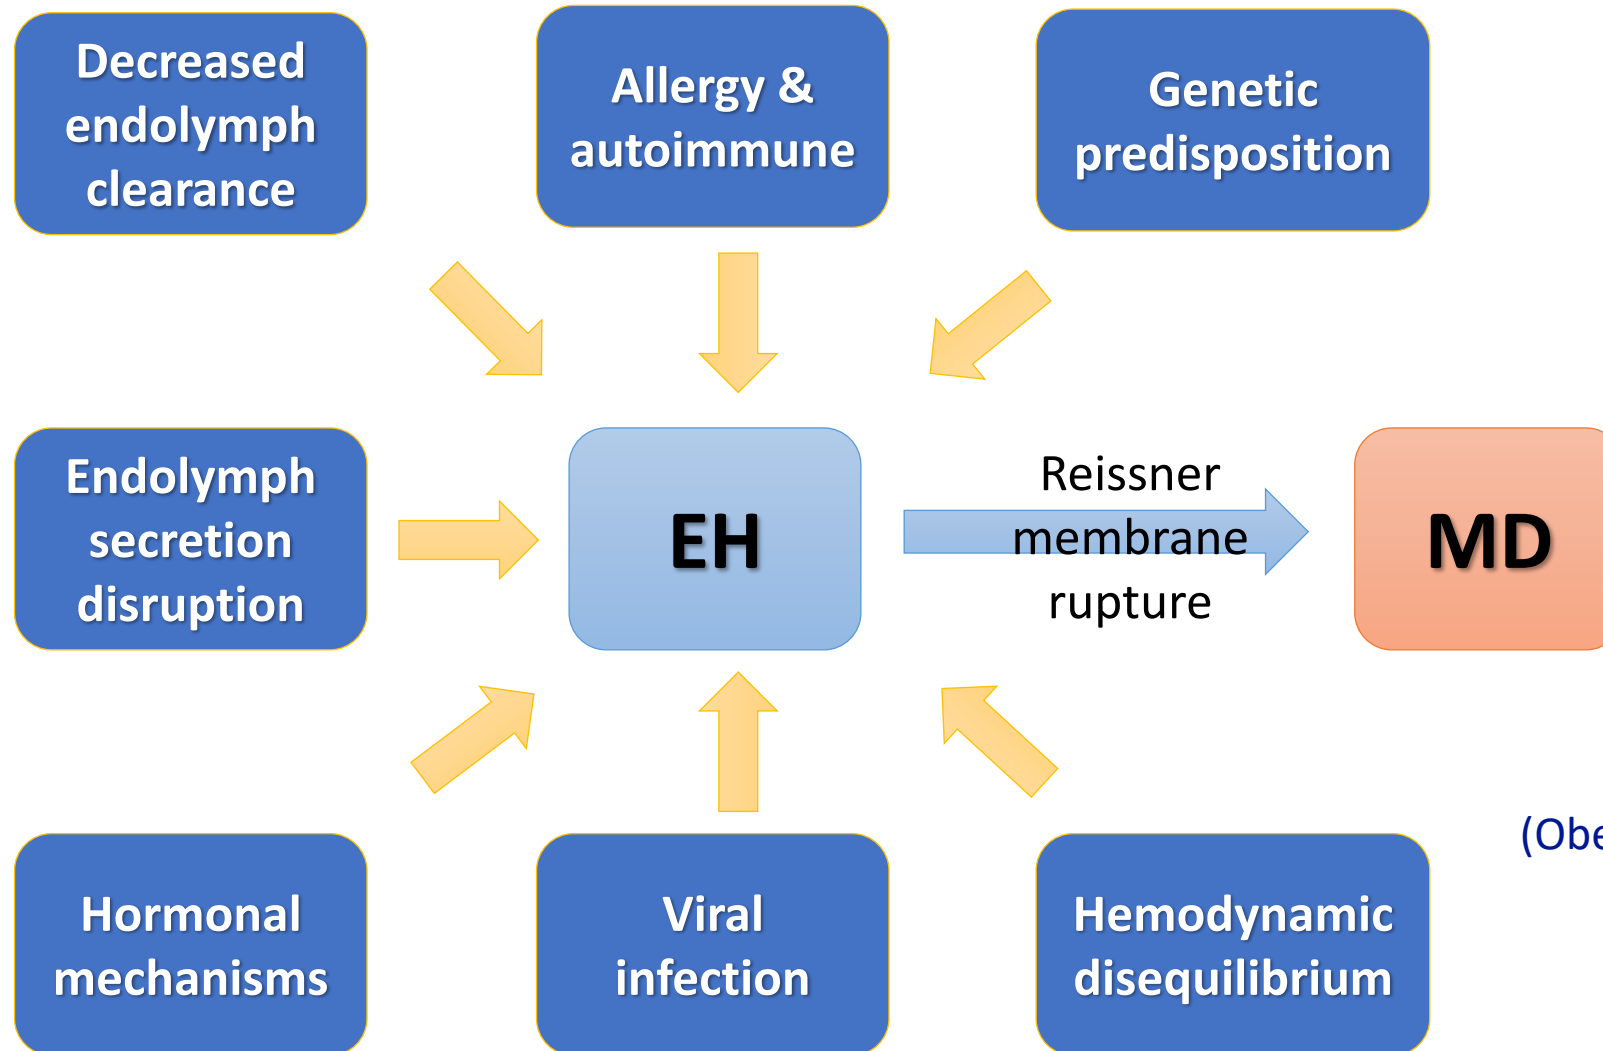 Decreased
endolymph
clearance
Allergy &
autoimmune
Genetic
predisposition
Endolymph
secretion
disruption
EH
Reissner
membrane
rupture
MD
Hormonal
mechanisms
Viral
infection
Hemodynamic
disequilibrium